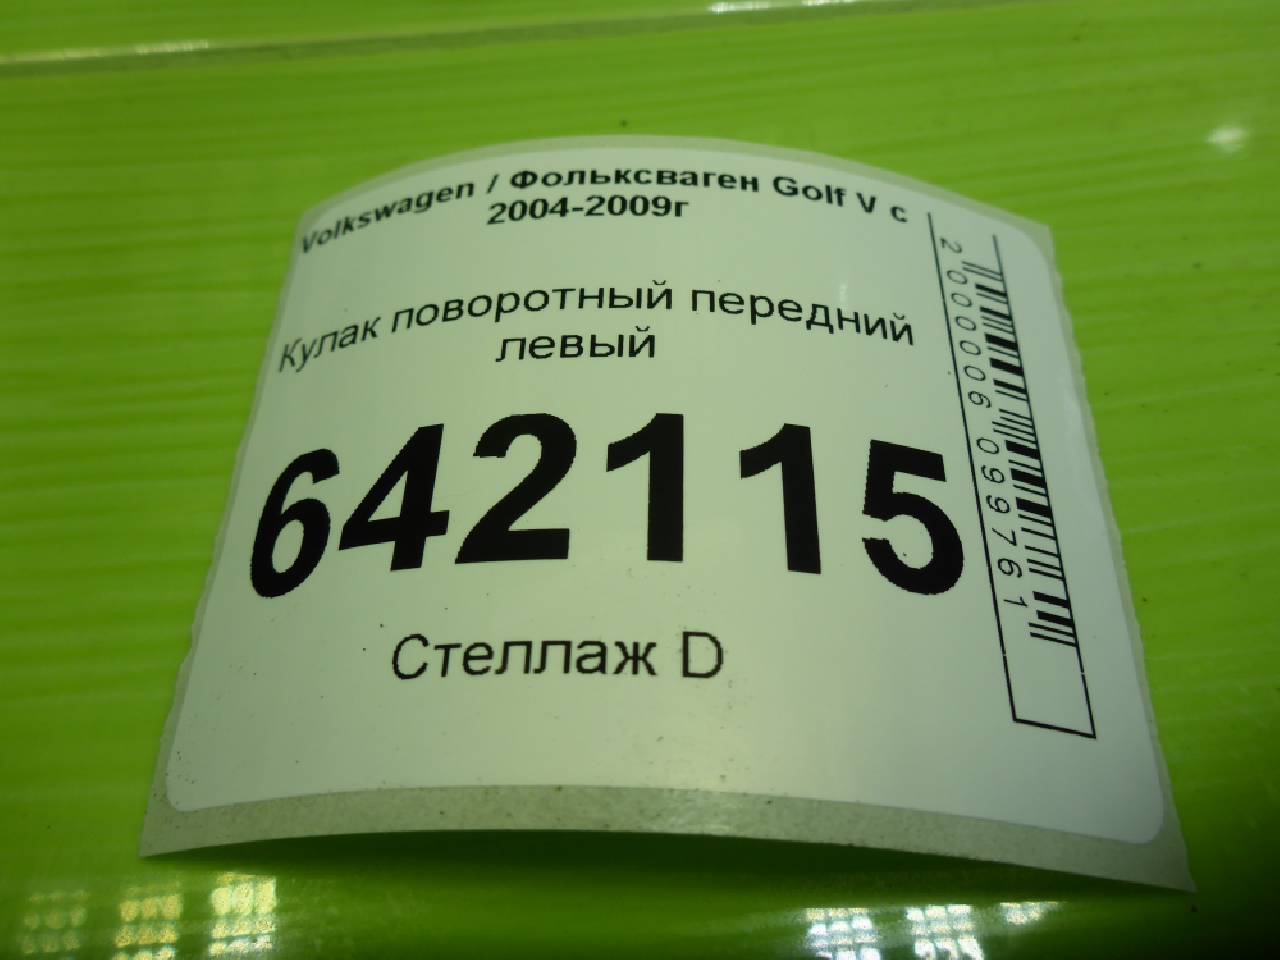 Volkswagen / Фольксваген Golf V с
2004-2009г
Кулак поворотный передний
левый
642115
Стеллаж D
2000006099761